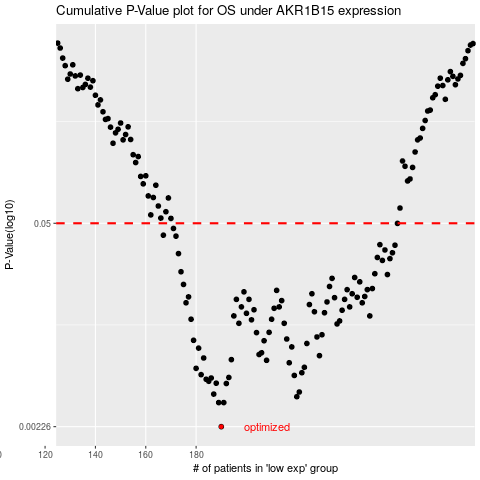 Cumulative P-Value plot for OS under AKR1B15 expression
P-Value(log10)
0.05
0.00226
optimized
0 120 140 160 180
# of patients in 'low exp' group